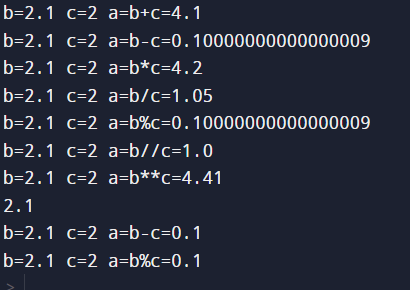 b=2.1 c=2 a=b+c=4.1
b=2.1 c=2 a=b-c=0.10000000000000009
b=2.1 c=2 a=b*c=4.2
b=2.1 c=2 a=b/c=1.05
b=2.1 c=2 a=b%c=0.10000000000000009
b=2.1 c=2 a=b//c=1.0
b=2.1 c=2 a=b**c=4.41
2.1
b=2.1 c=2 a=b-c=0.1
b=2.1 c=2 a=b%c=0.1
>